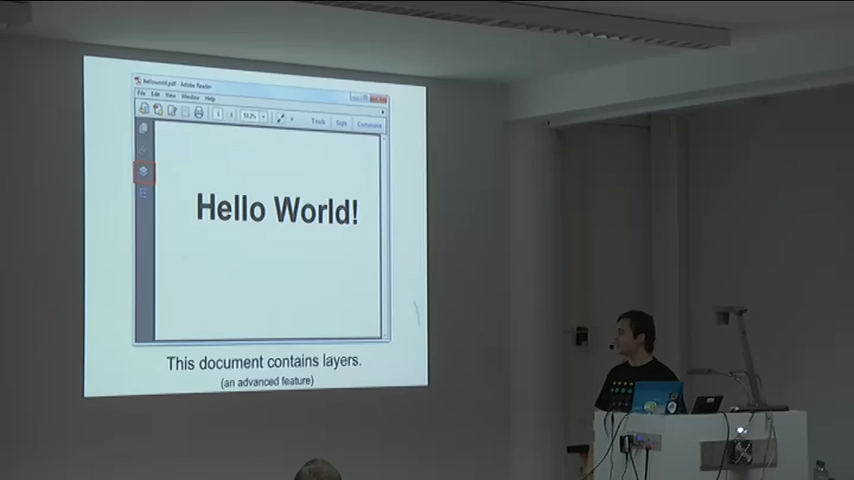 helloworld.pdf - Adobe Reader
File Edit View Window Help
Tools Sign Comment
Hello World!
This document contains layers.
(an advanced feature)